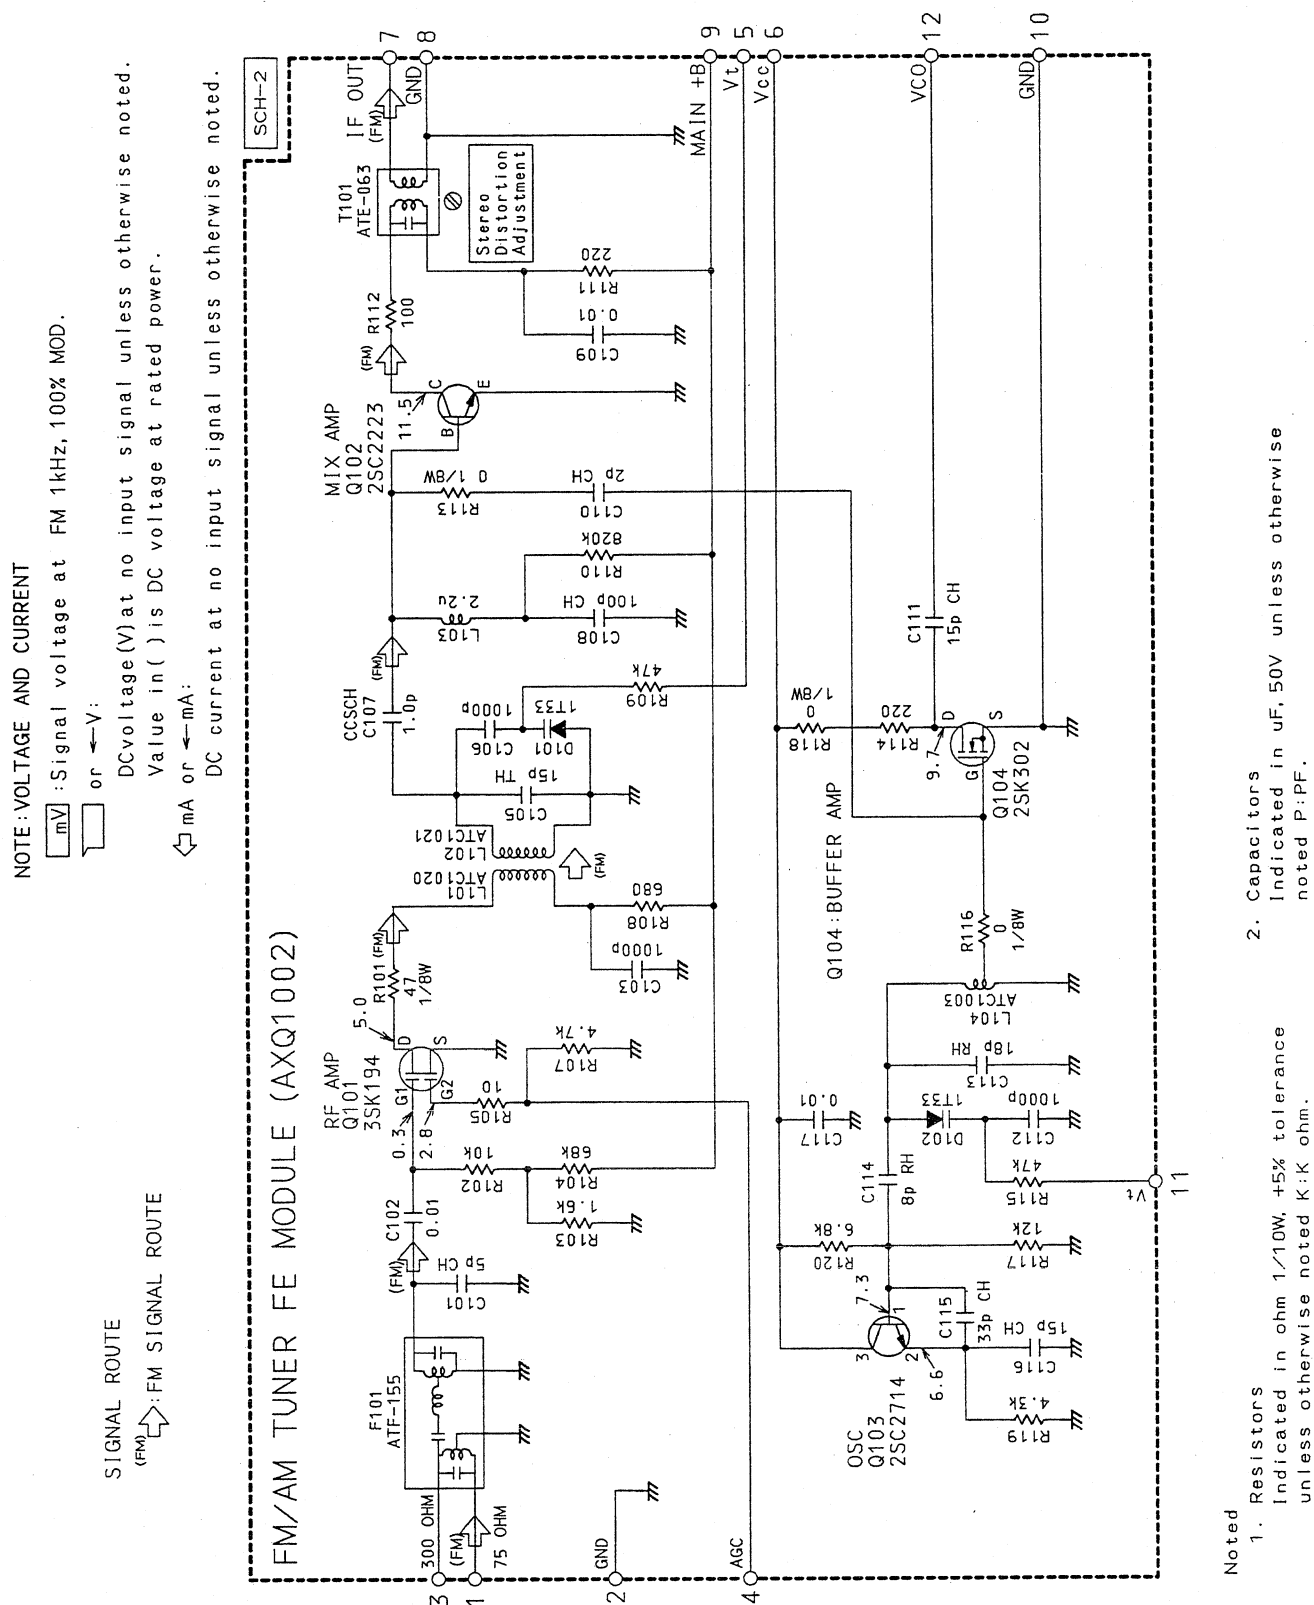 NOTE:VOLTAGE AND CURRENT
mV :Signal voltage at FM 1kHz, 100% MOD.
or ←V:
DCvoltage(V)at no input signal unless otherwise noted.
Value in( )is DC voltage at rated power.
mA or ←mA:
DC current at no input signal unless otherwise noted.
SIGNAL ROUTE
(FM) :FM SIGNAL ROUTE
SCH-2
FM/AM TUNER FE MODULE (AXQ1002)
3
300 OHM
(FM)
1
75 OHM
2
GND
4
AGC
F101
ATF-155
(FM)
C101
5p CH
C102
0.01
R102
10k
R103
1.6k
R104
68k
RF AMP
Q101
3SK194
0.3
2.8
G1
G2
D
S
5.0
R105
10
R107
4.7k
R101
47
1/8W
(FM)
L101
ATC1020
L102
ATC1021
(FM)
C103
1000p
R108
680
C105
15p TH
C106
1000p
D101
1T33
CCSCH
C107
1.0p
(FM)
R109
47k
L103
2.2u
C108
100p CH
R110
820k
R113
0 1/8W
C110
2p CH
MIX AMP
Q102
2SC2223
B
C
E
11.5
(FM)
R112
100
C109
0.01
R111
220
T101
ATE-063
Stereo
Distortion
Adjustment
IF OUT
(FM)
7
GND
8
MAIN +B
9
Vt
5
Vcc
6
VCO
12
GND
10
OSC
Q103
2SC2714
3
2
1
7.3
6.6
R119
4.3k
C116
15p CH
C115
33p CH
R120
6.8k
R117
12k
C114
8p RH
R115
47k
Vt
11
C117
0.01
D102
1T33
C112
1000p
C113
18p RH
L104
ATC1003
R116
0
1/8W
Q104:BUFFER AMP
Q104
2SK302
G
D
S
9.7
R118
0
1/8W
R114
220
C111
15p CH
Noted
1. Resistors
Indicated in ohm 1/10W, +5% tolerance
unless otherwise noted K:K ohm.
2. Capacitors
Indicated in uF, 50V unless otherwise
noted P:PF.